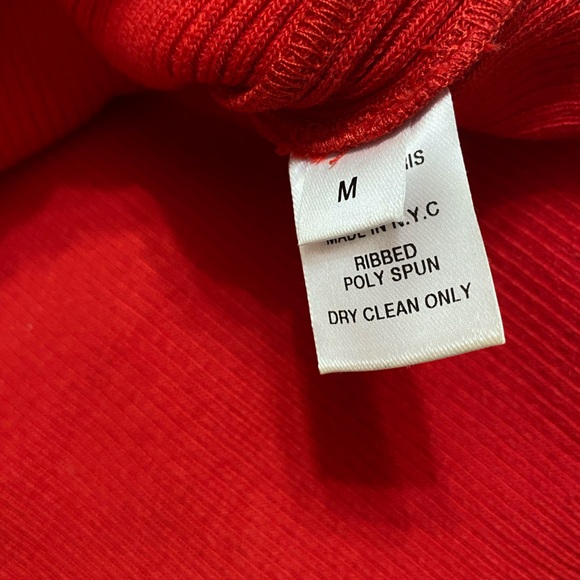 M
N.Y.C
MADE IN N.Y.C
RIBBED
POLY SPUN
DRY CLEAN ONLY